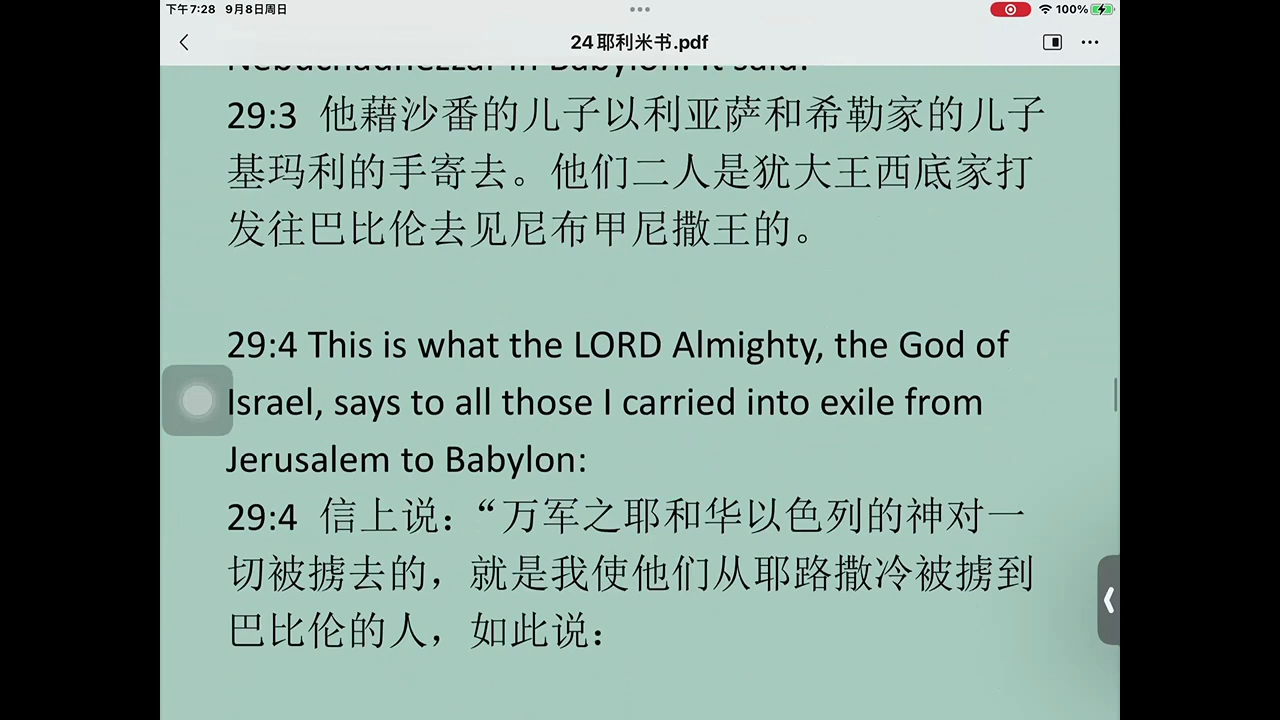 下午7:28 9月8日周日
100%
24耶利米书.pdf
Nebuchadnezzar in Babylon. It said:
29:3 他藉沙番的儿子以利亚萨和希勒家的儿子
基玛利的手寄去。他们二人是犹大王西底家打
发往巴比伦去见尼布甲尼撒王的。
29:4 This is what the LORD Almighty, the God of
Israel, says to all those I carried into exile from
Jerusalem to Babylon:
29:4 信上说：“万军之耶和华以色列的神对一
切被掳去的，就是我使他们从耶路撒冷被掳到
巴比伦的人，如此说：